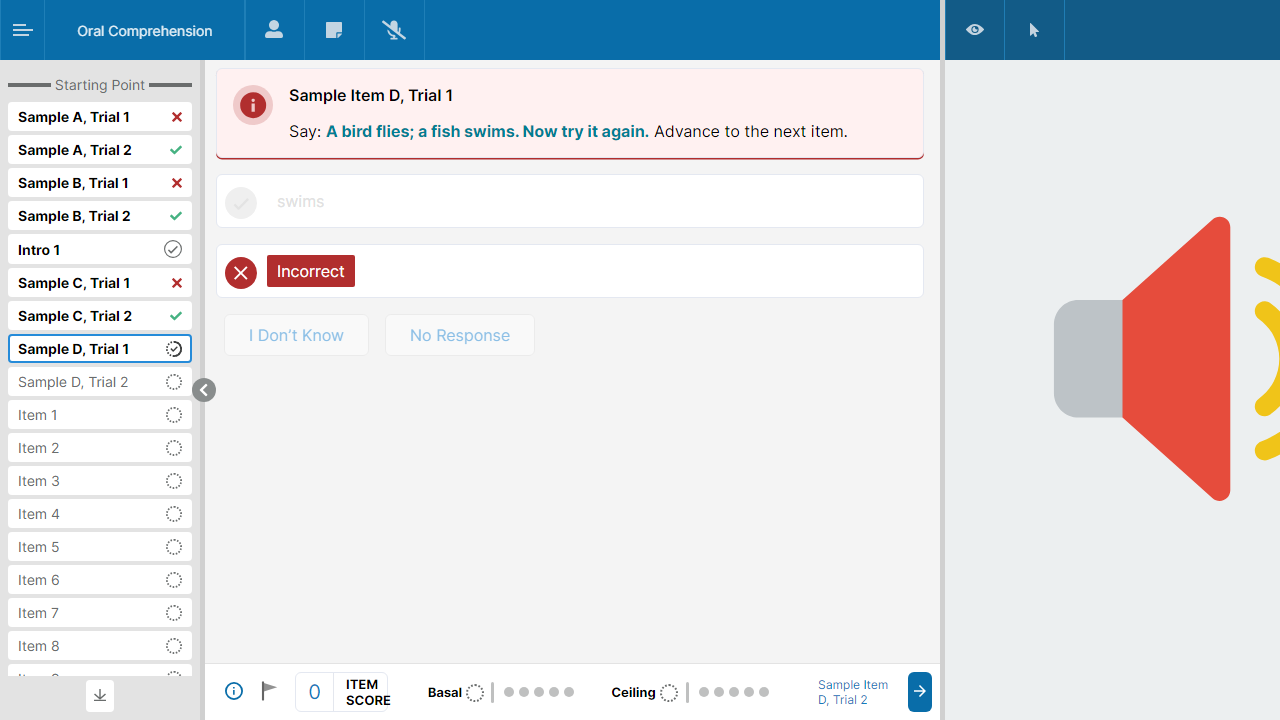 Oral Comprehension
Starting Point
Sample A, Trial 1
Sample A, Trial 2
Sample B, Trial 1
Sample B, Trial 2
Intro 1
Sample C, Trial 1
Sample C, Trial 2
Sample D, Trial 1
Sample D, Trial 2
Item 1
Item 2
Item 3
Item 4
Item 5
Item 6
Item 7
Item 8
Sample Item D, Trial 1
Say: A bird flies; a fish swims. Now try it again. Advance to the next item.
swims
Incorrect
I Don't Know
No Response
0
ITEM
SCORE
Basal
Ceiling
Sample Item
D, Trial 2